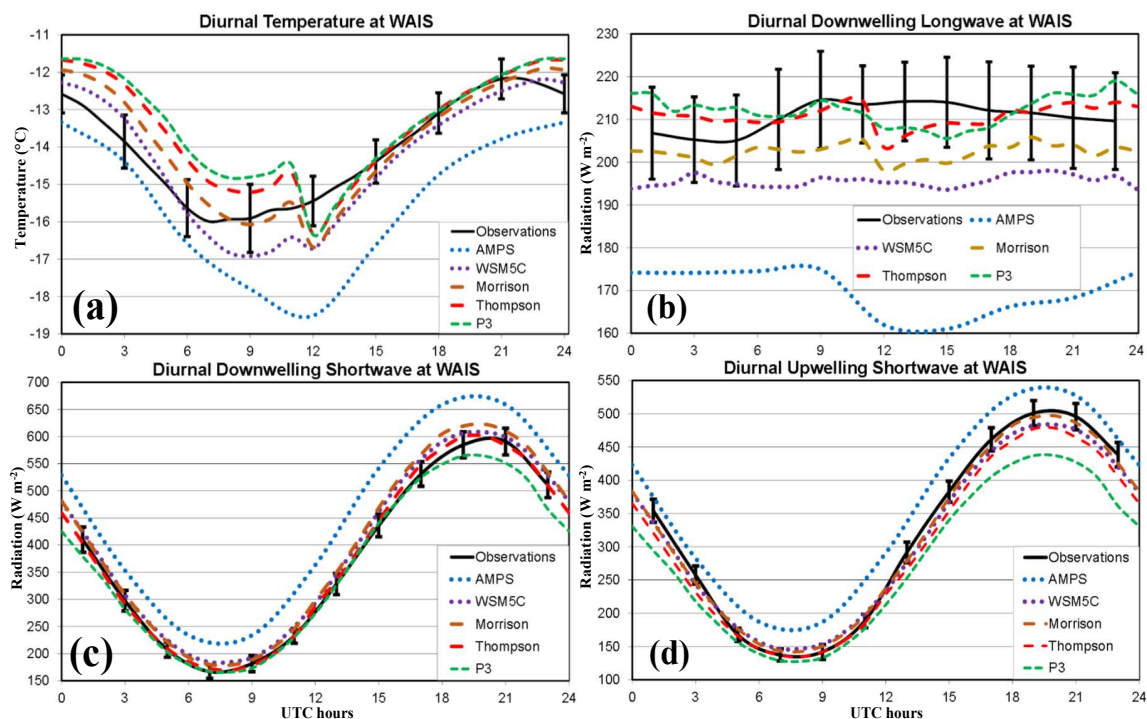 Diurnal Temperature at WAIS
-11
-12
-13
-14
-15
-16
-17
-18
-19
Temperature (°C)
0 3 6 9 12 15 18 21 24
(a)
Observations
AMPS
WSM5C
Morrison
Thompson
P3
Diurnal Downwelling Longwave at WAIS
230
220
210
200
190
180
170
160
Radiation (W m-2)
0 3 6 9 12 15 18 21 24
(b)
Observations AMPS
WSM5C Morrison
Thompson P3
Diurnal Downwelling Shortwave at WAIS
700
650
600
550
500
450
400
350
300
250
200
150
Radiation (W m-2)
0 3 6 9 12 15 18 21 24
UTC hours
(c)
Observations
AMPS
WSM5C
Morrison
Thompson
P3
Diurnal Upwelling Shortwave at WAIS
550
500
450
400
350
300
250
200
150
100
Radiation (W m-2)
0 3 6 9 12 15 18 21 24
UTC hours
(d)
Observations
AMPS
WSM5C
Morrison
Thompson
P3